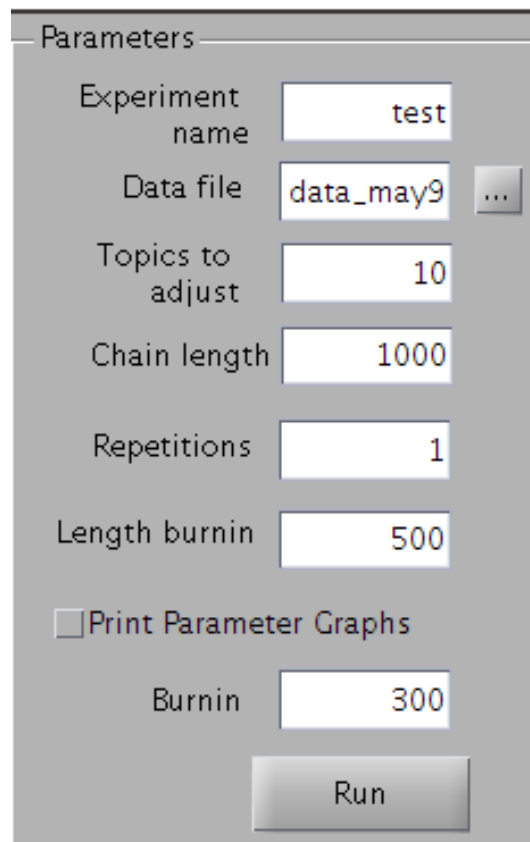 Parameters
Experiment
name
test
Data file
data_may9
...
Topics to
adjust
10
Chain length
1000
Repetitions
1
Length burnin
500
Print Parameter Graphs
Burnin
300
Run